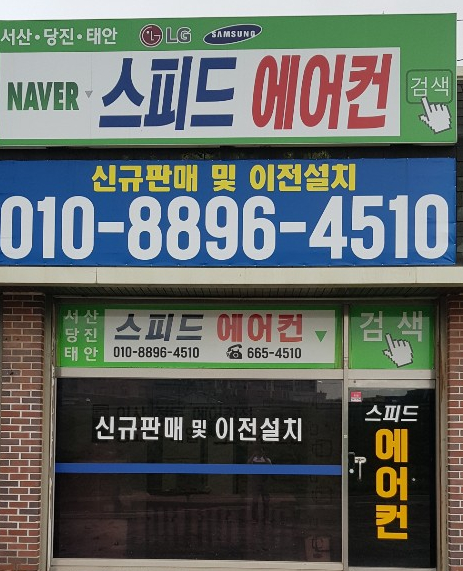 서산·당진·태안 LG SAMSUNG
NAVER 스피드 에어컨 검색
신규판매 및 이전설치
010-8896-4510
서산 당진 태안
스피드 에어컨
검색
010-8896-4510 ☎ 665-4510
신규판매 및 이전설치
스피드
에어컨